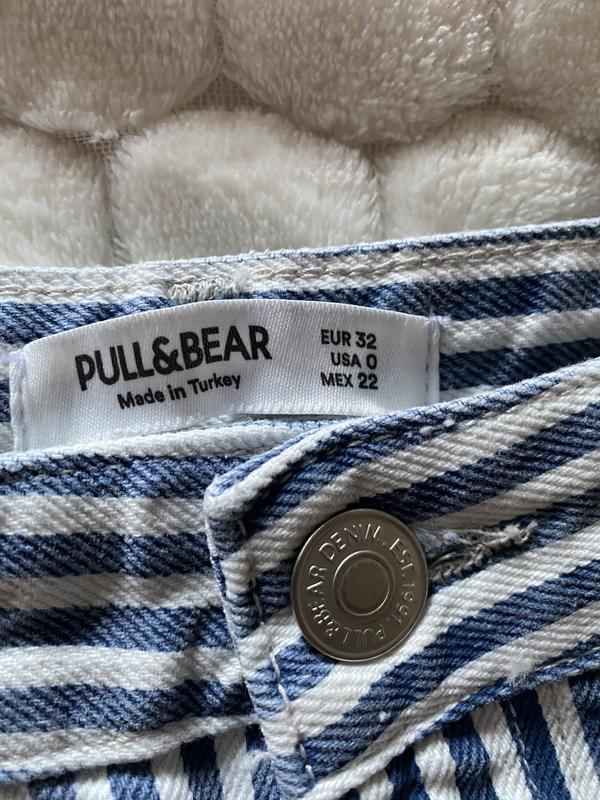 PULL&BEAR
Made in Turkey
EUR 32
USA 0
MEX 22
PULL&BEAR DENIM. EST.1991.